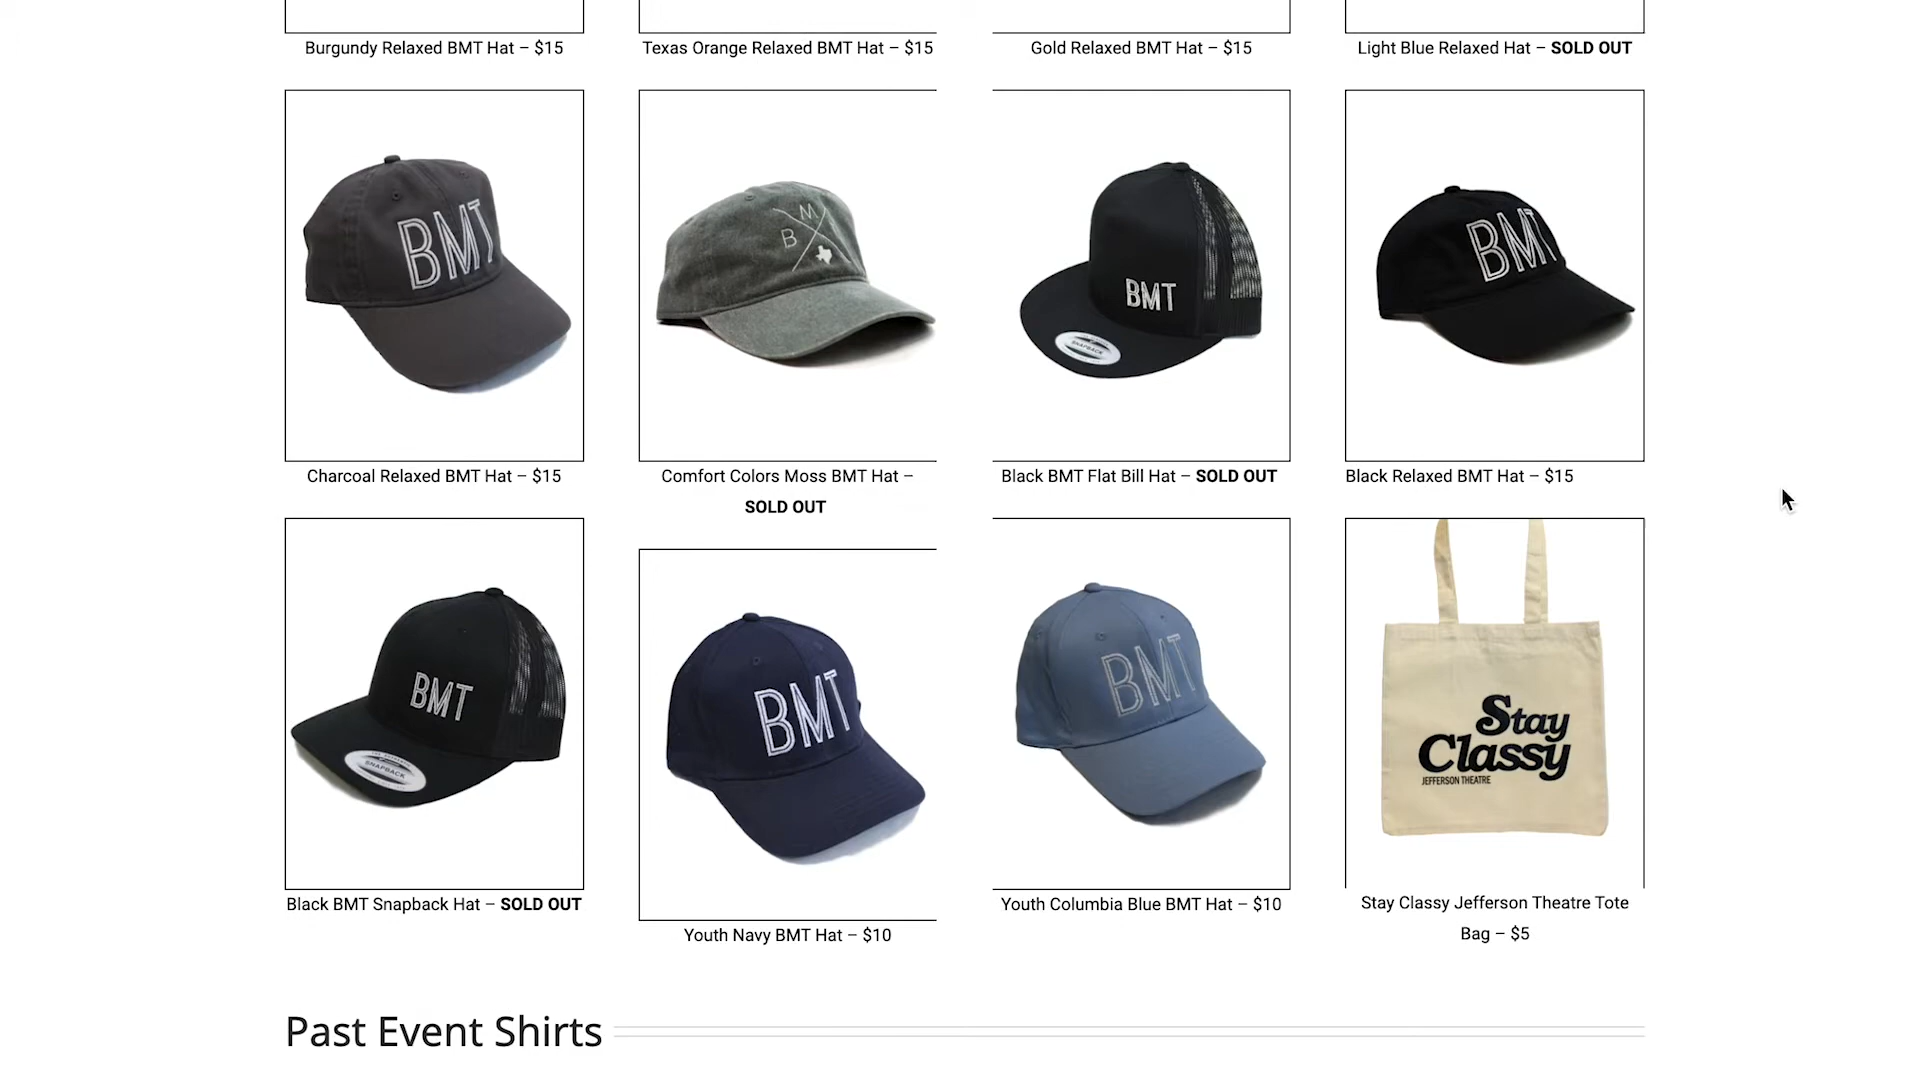 Burgundy Relaxed BMT Hat – $15
Texas Orange Relaxed BMT Hat – $15
Gold Relaxed BMT Hat – $15
Light Blue Relaxed Hat – SOLD OUT
BMT
B M
BMT
SNAPBACK
BMT
Charcoal Relaxed BMT Hat – $15
Comfort Colors Moss BMT Hat –
SOLD OUT
Black BMT Flat Bill Hat – SOLD OUT
Black Relaxed BMT Hat – $15
BMT
SNAPBACK
BMT
BMT
Stay
Classy
JEFFERSON THEATRE
Black BMT Snapback Hat – SOLD OUT
Youth Navy BMT Hat – $10
Youth Columbia Blue BMT Hat – $10
Stay Classy Jefferson Theatre Tote
Bag – $5
Past Event Shirts